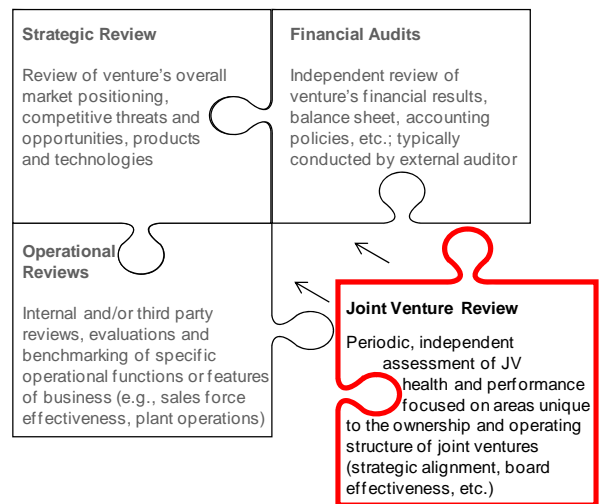 Strategic Review
Review of venture's overall
market positioning,
competitive threats and
opportunities, products
and technologies
Financial Audits
Independent review of
venture's financial results,
balance sheet, accounting
policies, etc.; typically
conducted by external auditor
Operational
Reviews
Internal and/or third party
reviews, evaluations and
benchmarking of specific
operational functions or features
of business (e.g., sales force
effectiveness, plant operations)
Joint Venture Review
Periodic, independent
assessment of JV
health and performance
focused on areas unique
to the ownership and operating
structure of joint ventures
(strategic alignment, board
effectiveness, etc.)